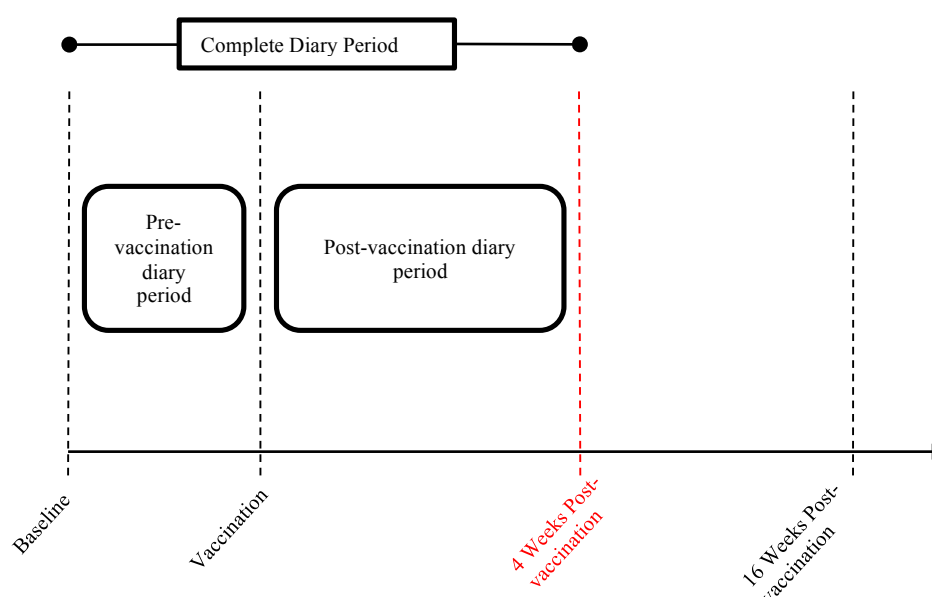 Complete Diary Period
Pre-
vaccination
diary
period
Post-vaccination diary
period
Baseline
Vaccination
4 Weeks Post-
vaccination
16 Weeks Post-
vaccination